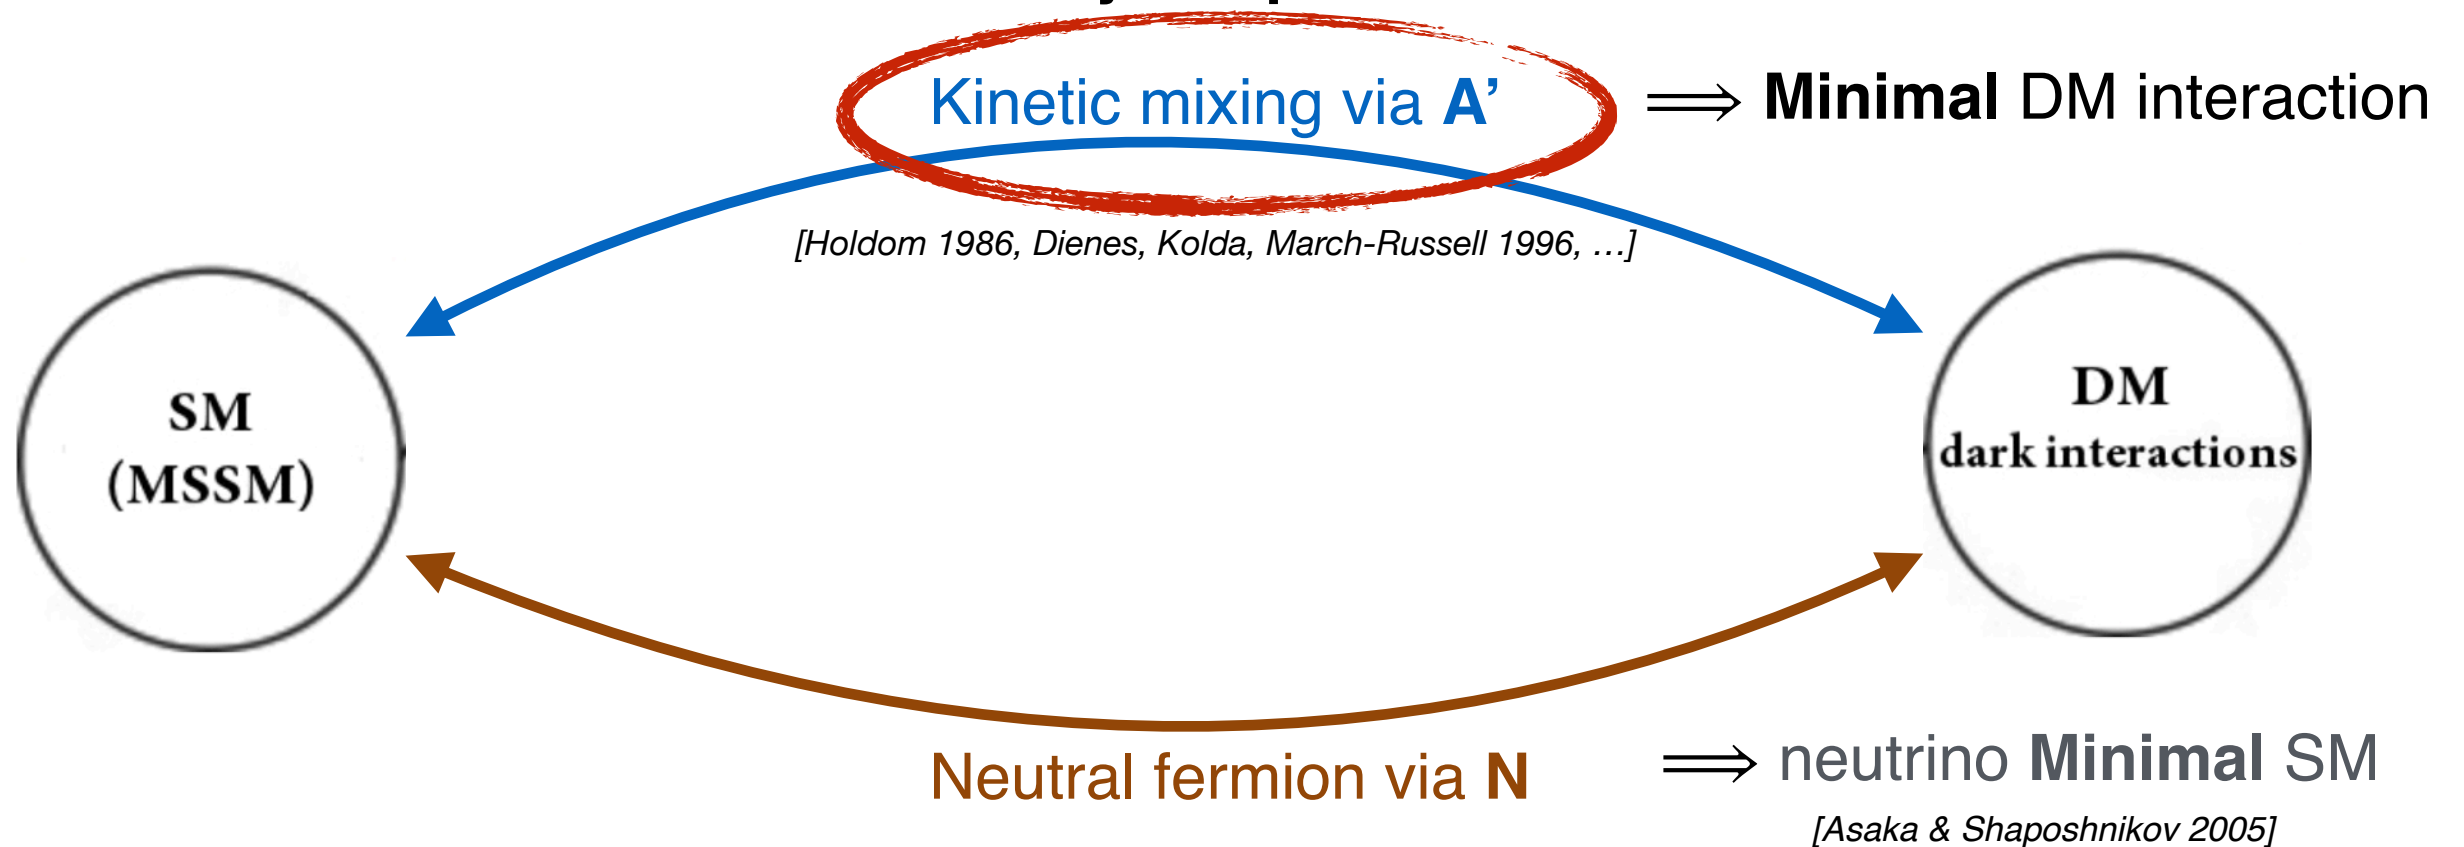 Kinetic mixing via A’ ⟹ Minimal DM interaction
[Holdom 1986, Dienes, Kolda, March-Russell 1996, …]
SM
(MSSM)
DM
dark interactions
Neutral fermion via N ⟹ neutrino Minimal SM
[Asaka & Shaposhnikov 2005]